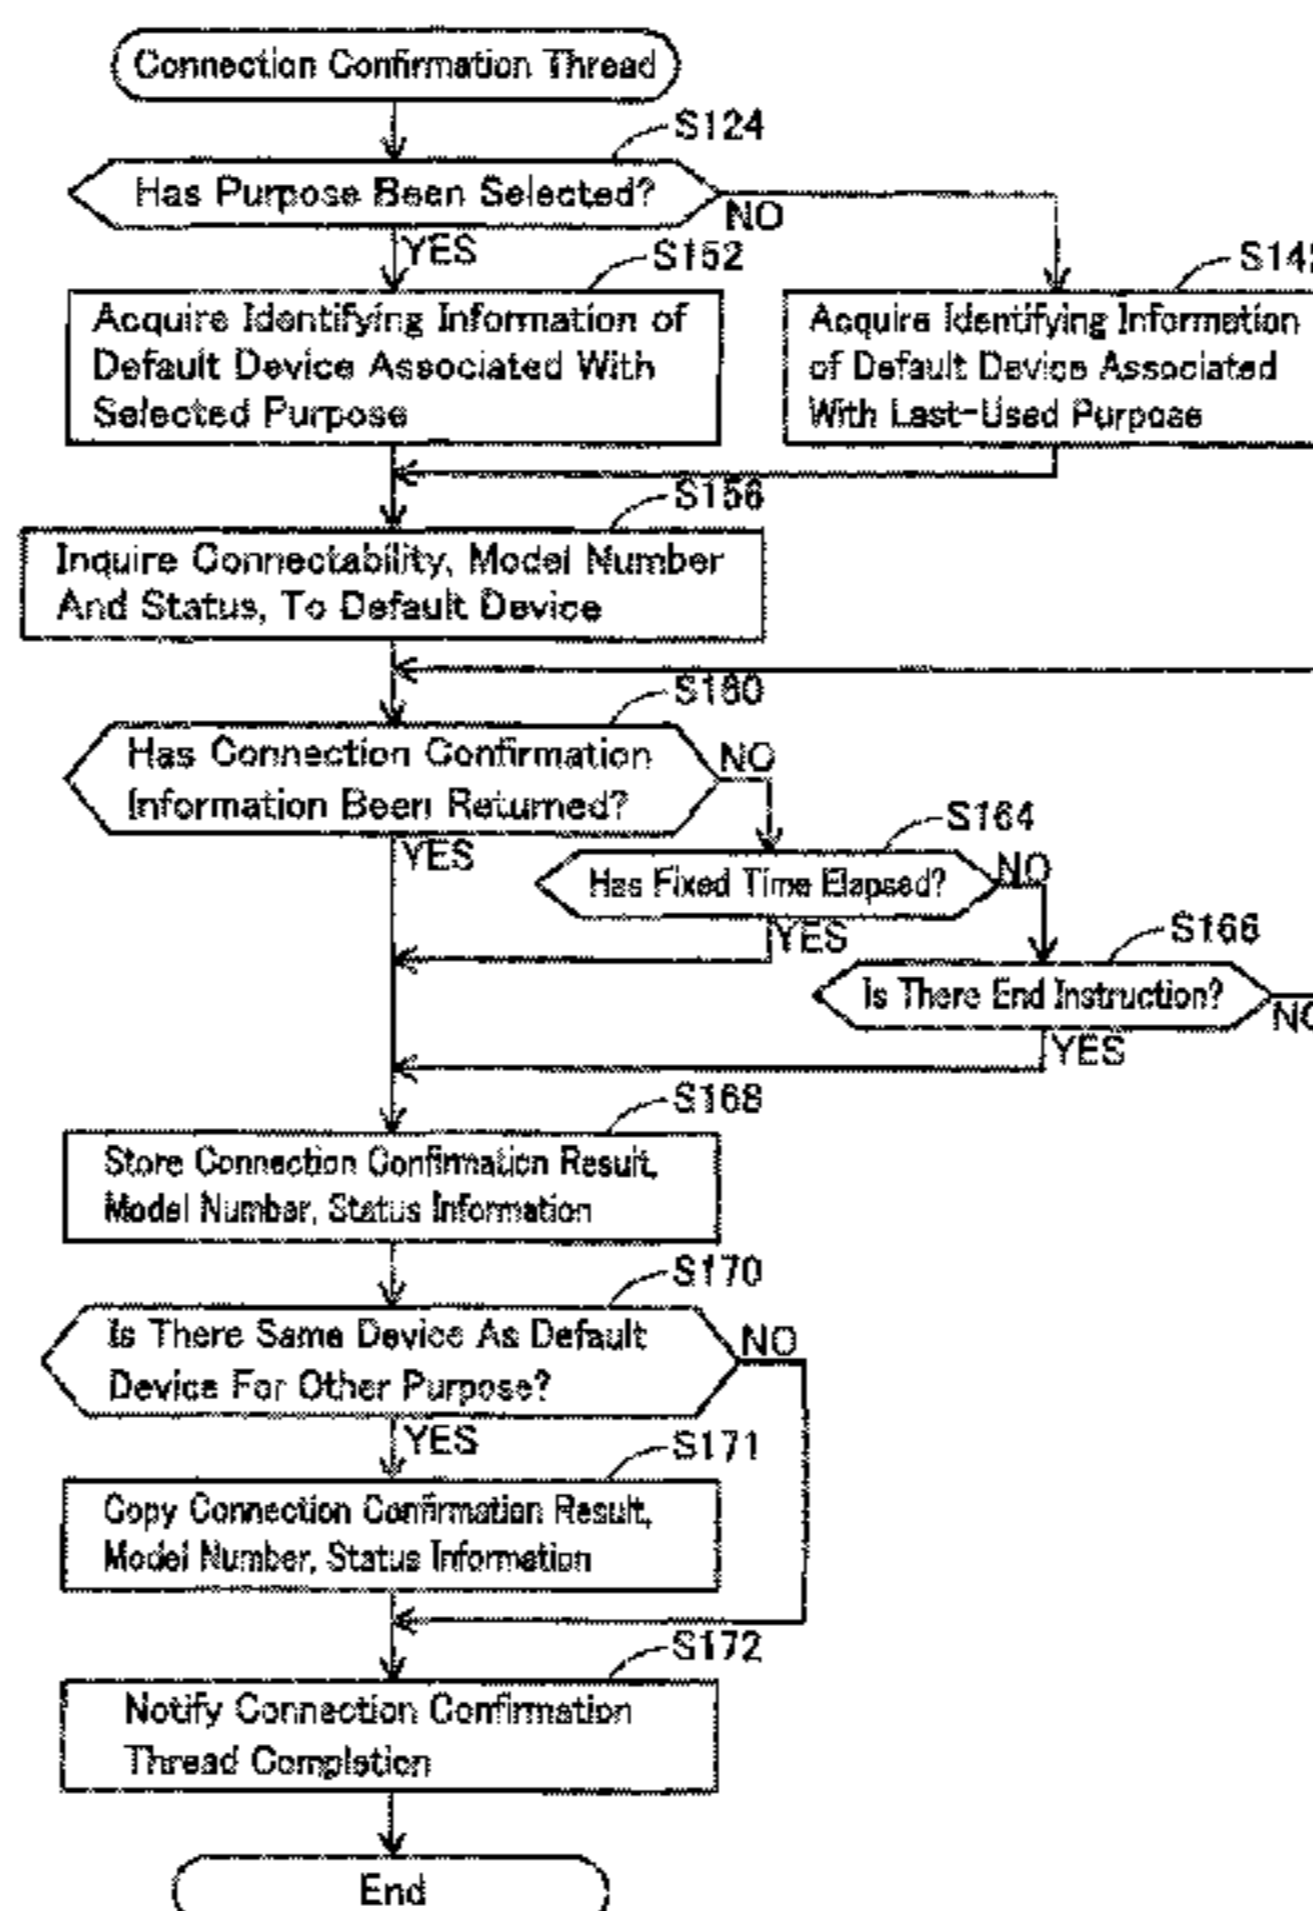 Connection Confirmation Thread
S124
Has Purpose Been Selected?
NO
YES
S152
S142
Acquire Identifying Information of
Default Device Associated With
Selected Purpose
Acquire Identifying Information
of Default Device Associated
With Last-Used Purpose
S156
Inquire Connectability, Model Number
And Status, To Default Device
S160
Has Connection Confirmation
Information Been Returned?
NO
YES
S164
Has Fixed Time Elapsed?
NO
YES
S166
Is There End Instruction?
NO
YES
S168
Store Connection Confirmation Result,
Model Number, Status Information
S170
Is There Same Device As Default
Device For Other Purpose?
NO
YES
S171
Copy Connection Confirmation Result,
Model Number, Status Information
S172
Notify Connection Confirmation
Thread Completion
End